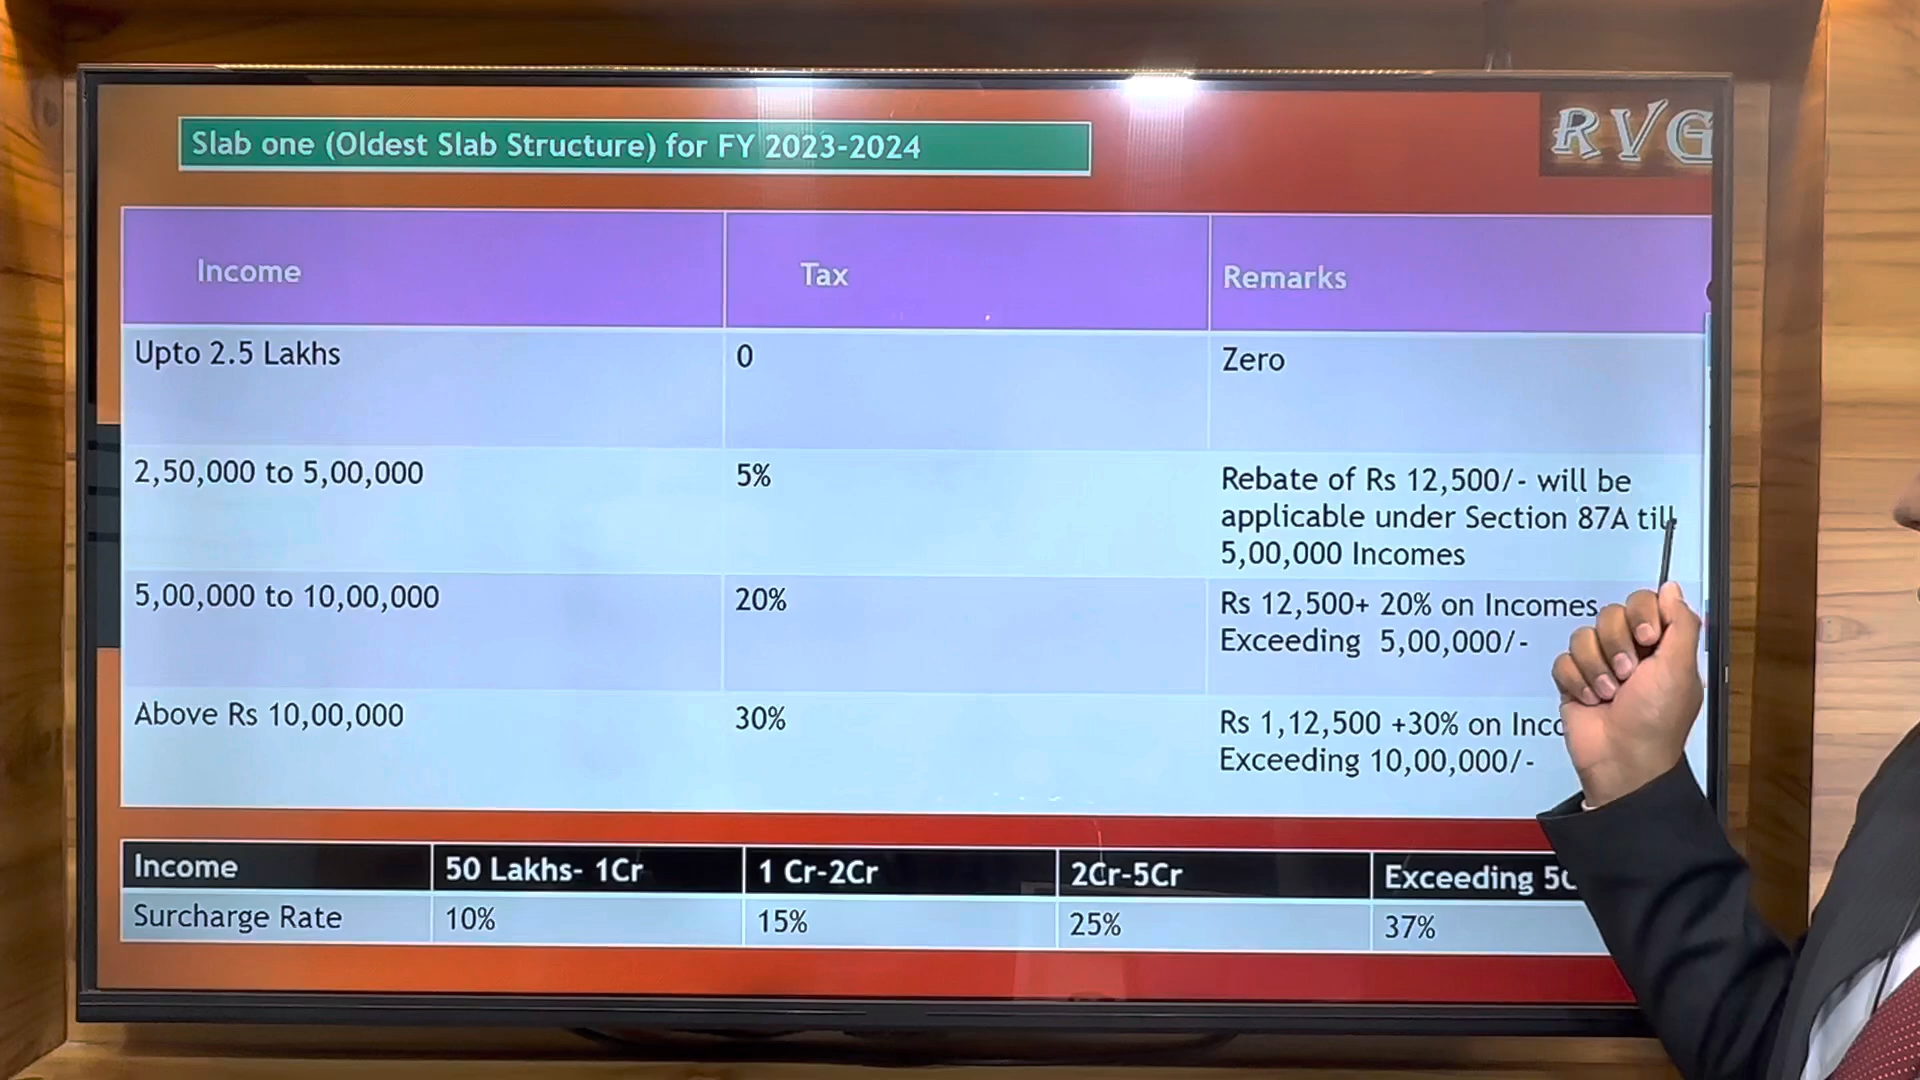 Slab one (Oldest Slab Structure) for FY 2023-2024
RVG
Income Tax Remarks
Upto 2.5 Lakhs 0 Zero
2,50,000 to 5,00,000 5% Rebate of Rs 12,500/- will be
applicable under Section 87A till
5,00,000 Incomes
5,00,000 to 10,00,000 20% Rs 12,500+ 20% on Incomes
Exceeding 5,00,000/-
Above Rs 10,00,000 30% Rs 1,12,500 +30% on
Exceeding 10,00,000/-
Income 50 Lakhs- 1Cr 1 Cr-2Cr 2Cr-5Cr Exceeding
Surcharge Rate 10% 15% 25% 37%